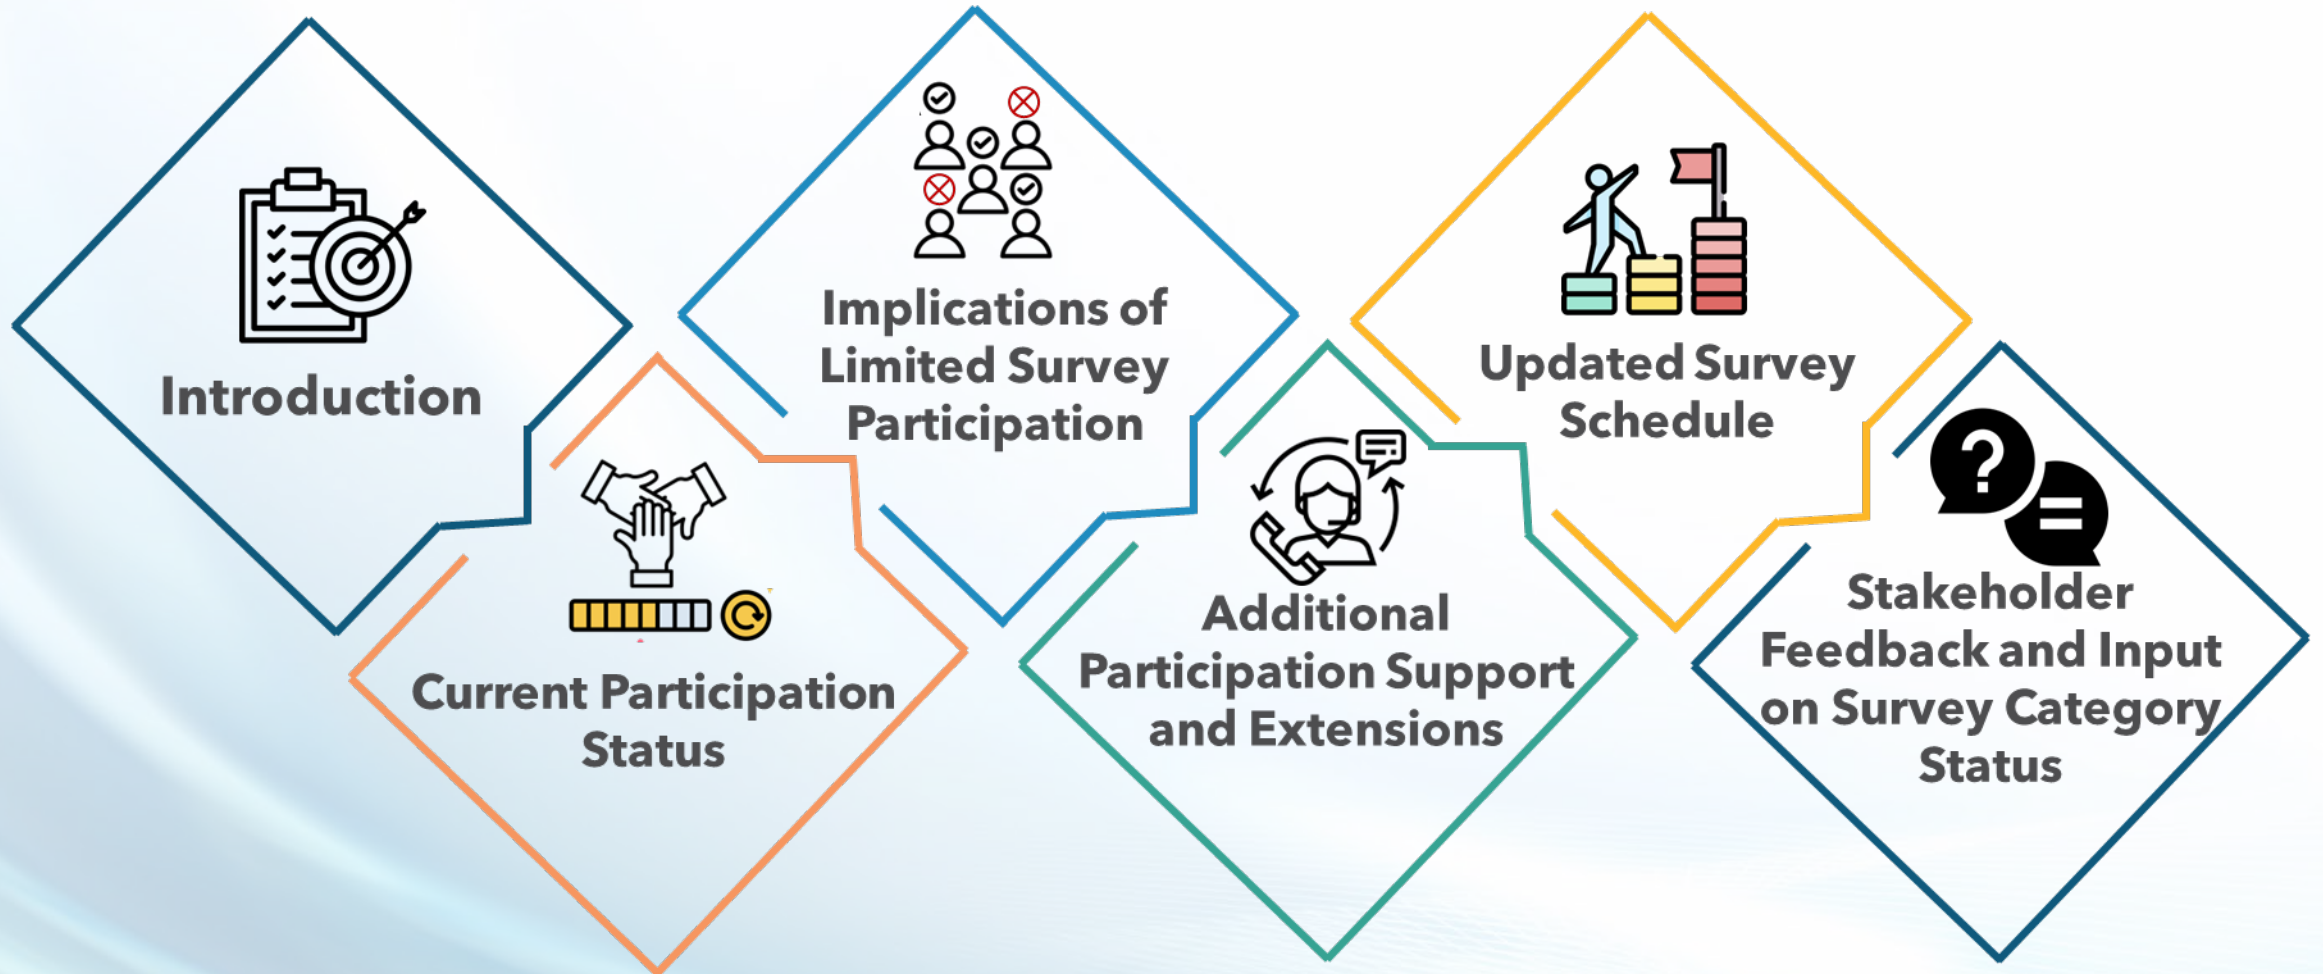 Introduction
Current Participation
Status
Implications of
Limited Survey
Participation
Additional
Participation Support
and Extensions
Updated Survey
Schedule
?
=
Stakeholder
Feedback and Input
on Survey Category
Status